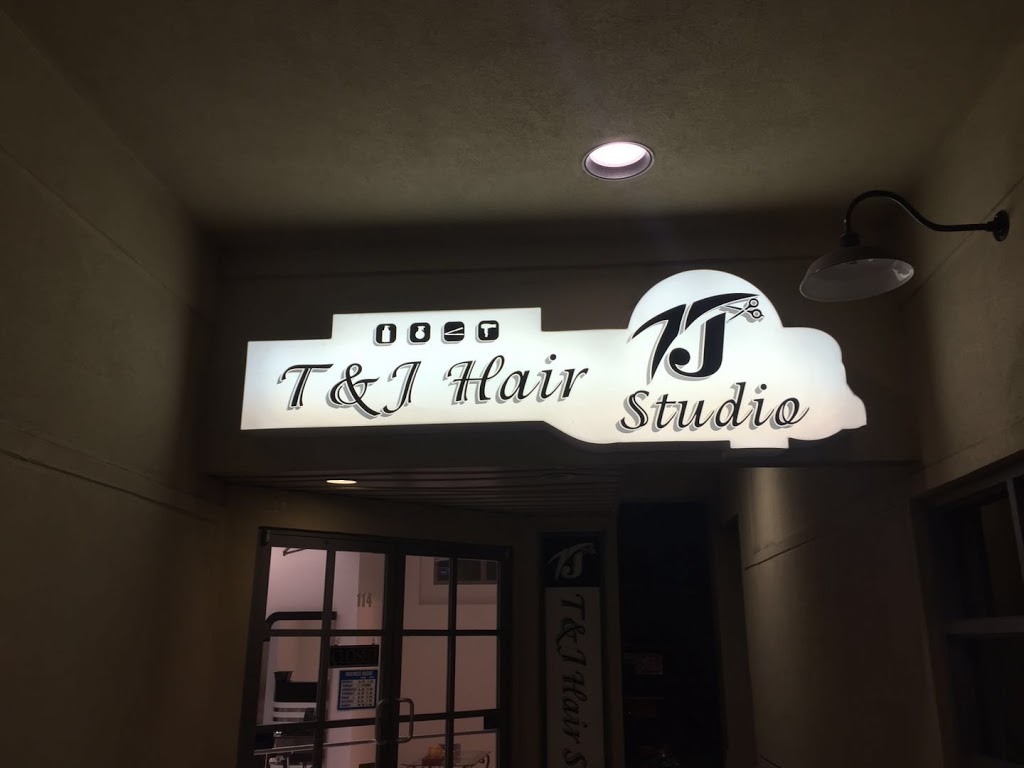 TJ
T & J Hair
Studio
114
TJ
T&J Hair S